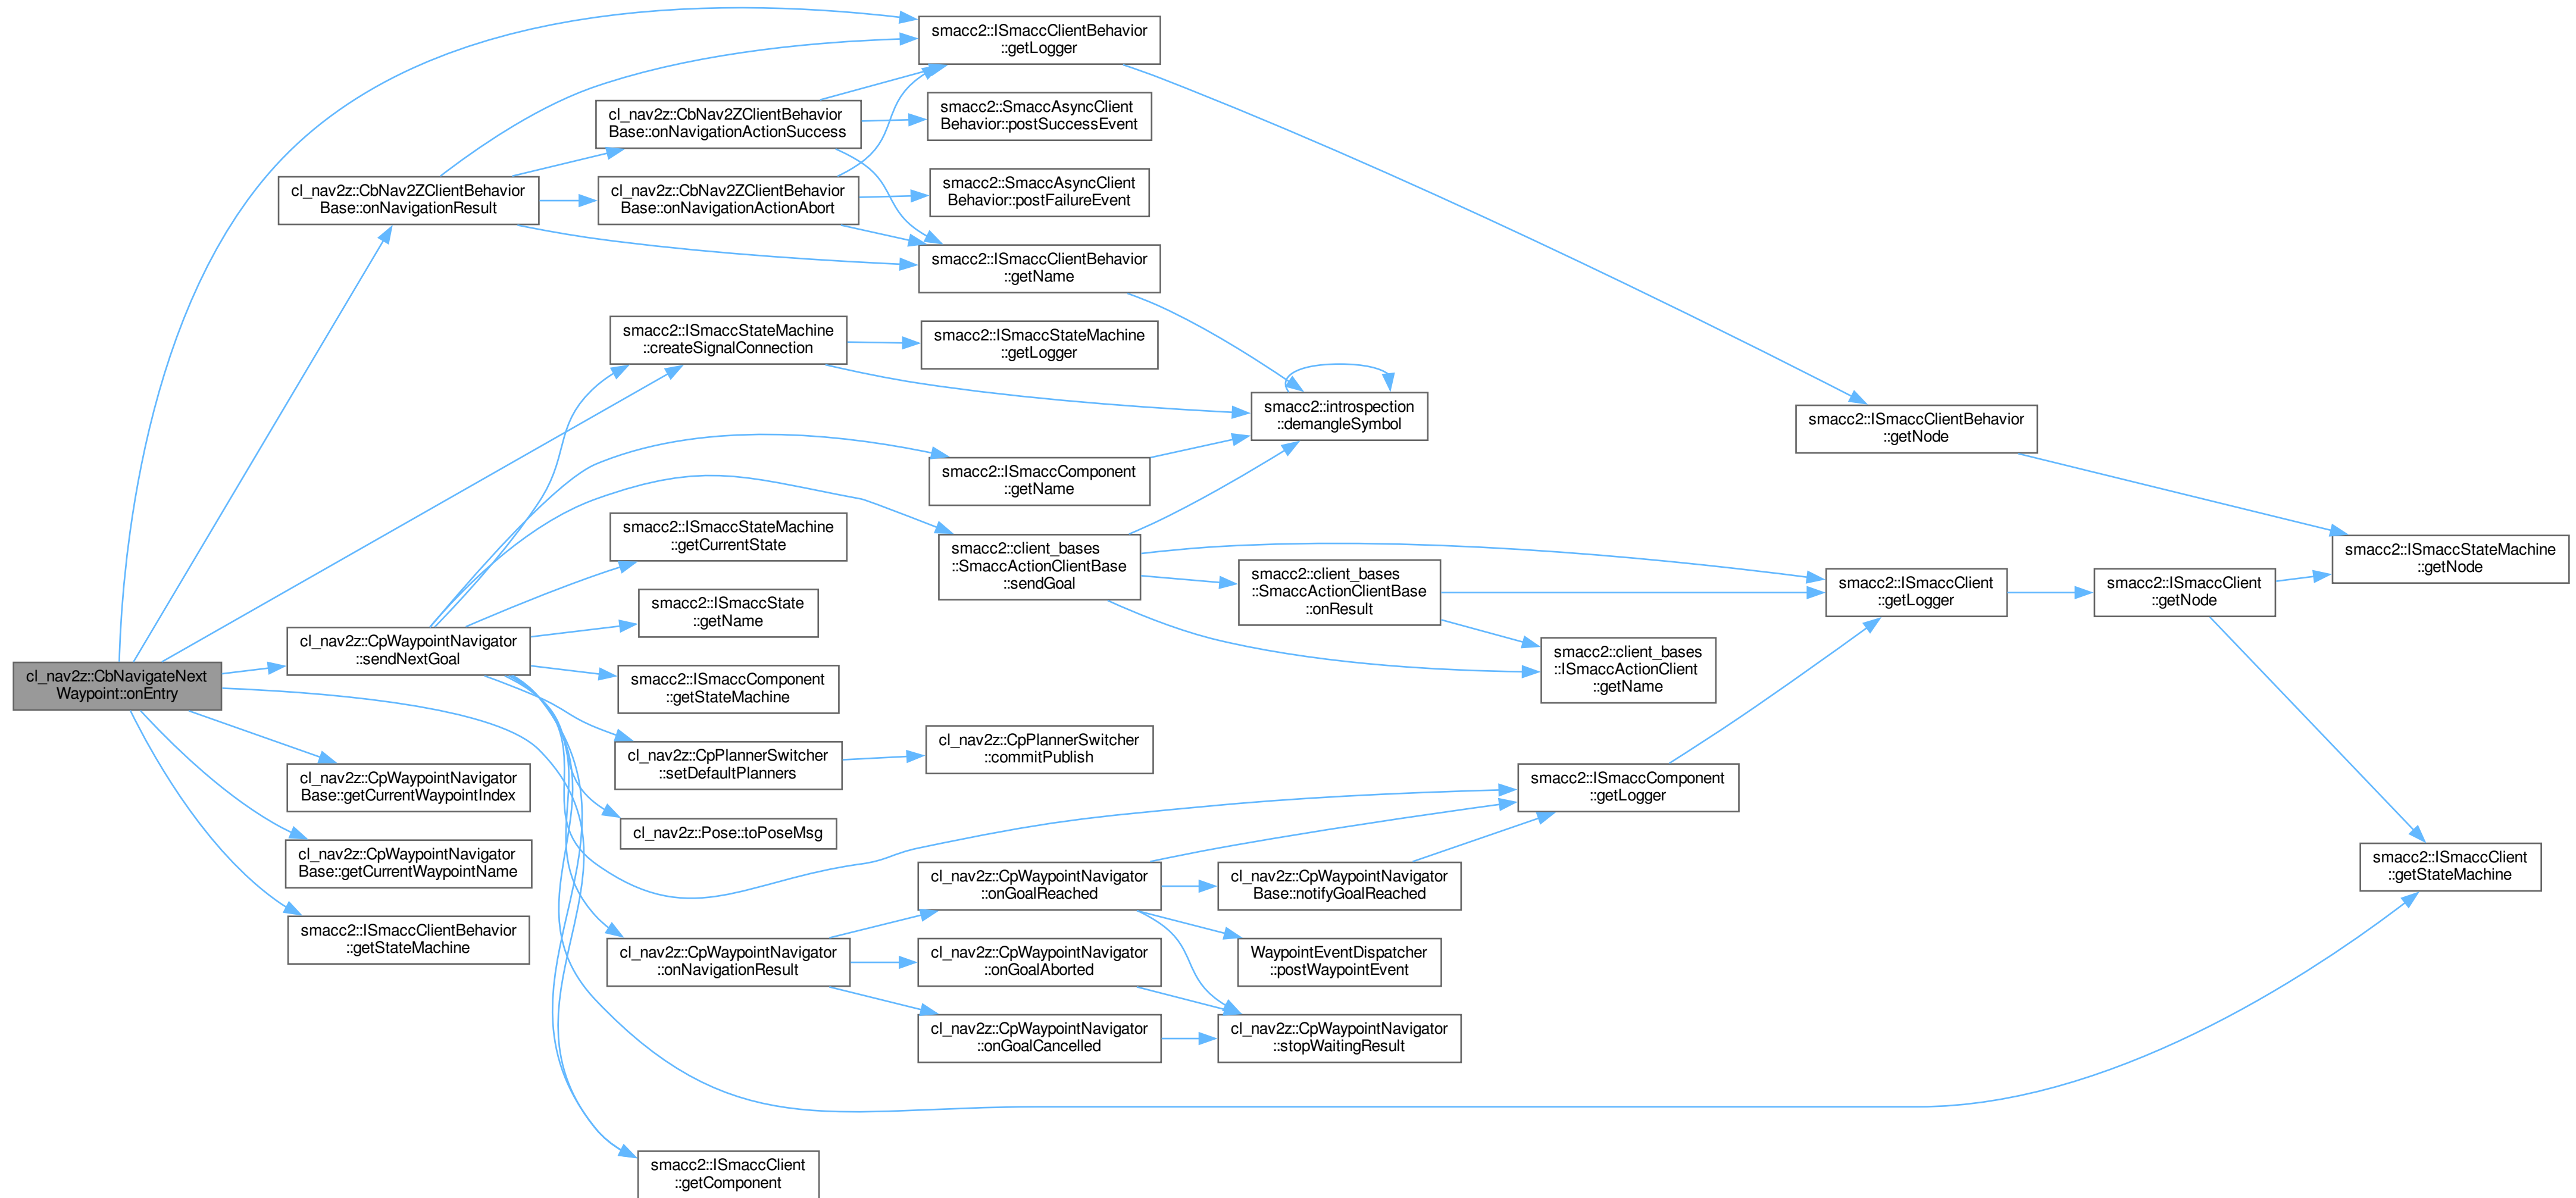 cl_nav2z::CbNavigateNext
Waypoint::onEntry
cl_nav2z::CbNav2ZClientBehavior
Base::onNavigationResult
cl_nav2z::CpWaypointNavigator
::sendNextGoal
cl_nav2z::CpWaypointNavigator
Base::getCurrentWaypointIndex
cl_nav2z::CpWaypointNavigator
Base::getCurrentWaypointName
smacc2::ISmaccClientBehavior
::getStateMachine
cl_nav2z::CbNav2ZClientBehavior
Base::onNavigationActionSuccess
cl_nav2z::CbNav2ZClientBehavior
Base::onNavigationActionAbort
smacc2::ISmaccStateMachine
::createSignalConnection
smacc2::ISmaccStateMachine
::getCurrentState
smacc2::ISmaccState
::getName
smacc2::ISmaccComponent
::getStateMachine
cl_nav2z::CpPlannerSwitcher
::setDefaultPlanners
cl_nav2z::Pose::toPoseMsg
cl_nav2z::CpWaypointNavigator
::onNavigationResult
smacc2::ISmaccClient
::getComponent
smacc2::ISmaccClientBehavior
::getLogger
smacc2::SmaccAsyncClient
Behavior::postSuccessEvent
smacc2::SmaccAsyncClient
Behavior::postFailureEvent
smacc2::ISmaccClientBehavior
::getName
smacc2::ISmaccStateMachine
::getLogger
smacc2::ISmaccComponent
::getName
smacc2::client_bases
::SmaccActionClientBase
::sendGoal
cl_nav2z::CpPlannerSwitcher
::commitPublish
cl_nav2z::CpWaypointNavigator
::onGoalReached
cl_nav2z::CpWaypointNavigator
::onGoalAborted
cl_nav2z::CpWaypointNavigator
::onGoalCancelled
smacc2::introspection
::demangleSymbol
smacc2::client_bases
::SmaccActionClientBase
::onResult
cl_nav2z::CpWaypointNavigator
Base::notifyGoalReached
WaypointEventDispatcher
::postWaypointEvent
cl_nav2z::CpWaypointNavigator
::stopWaitingResult
smacc2::client_bases
::ISmaccActionClient
::getName
smacc2::ISmaccComponent
::getLogger
smacc2::ISmaccClientBehavior
::getNode
smacc2::ISmaccClient
::getLogger
smacc2::ISmaccClient
::getNode
smacc2::ISmaccStateMachine
::getNode
smacc2::ISmaccClient
::getStateMachine